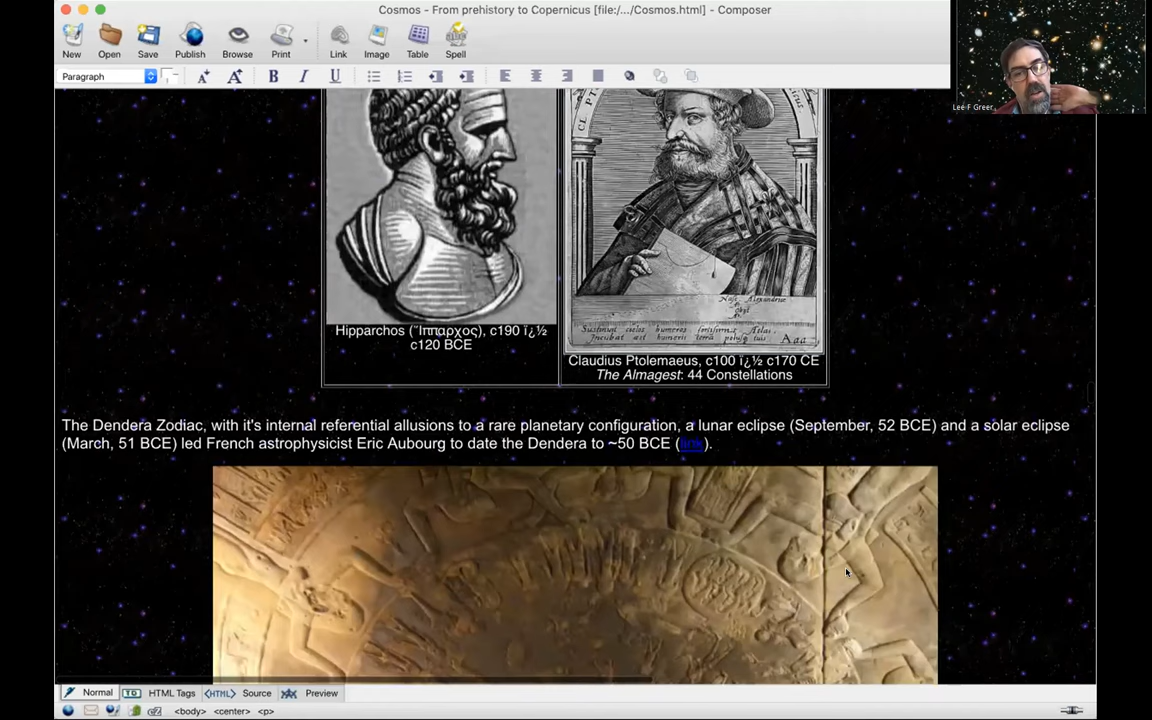 Cosmos - From prehistory to Copernicus [file:/.../Cosmos.html] - Composer
New Open Save Publish Browse Print Link Image Table Spell
Paragraph
B I U
Lee F Greer
CL PT
Hipparchos (Ἵππαρχος), c190 ï¿½
c120 BCE
Claudius Ptolemaeus, c100 ï¿½ c170 CE
The Almagest: 44 Constellations
The Dendera Zodiac, with it's internal referential allusions to a rare planetary configuration, a lunar eclipse (September, 52 BCE) and a solar eclipse
(March, 51 BCE) led French astrophysicist Eric Aubourg to date the Dendera to ~50 BCE (link).
Normal HTML Tags <HTML> Source Preview
<body> <center> <p>